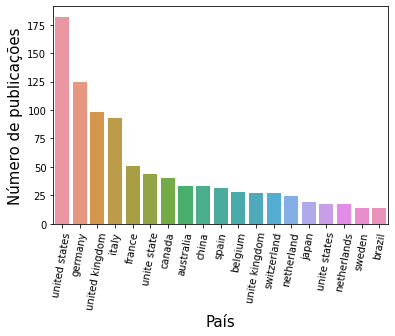 Número de publicações
175
150
125
100
75
50
25
0
united states
germany
united kingdom
italy
france
unite state
canada
australia
china
spain
belgium
unite kingdom
switzerland
netherland
japan
unite states
netherlands
sweden
brazil
País